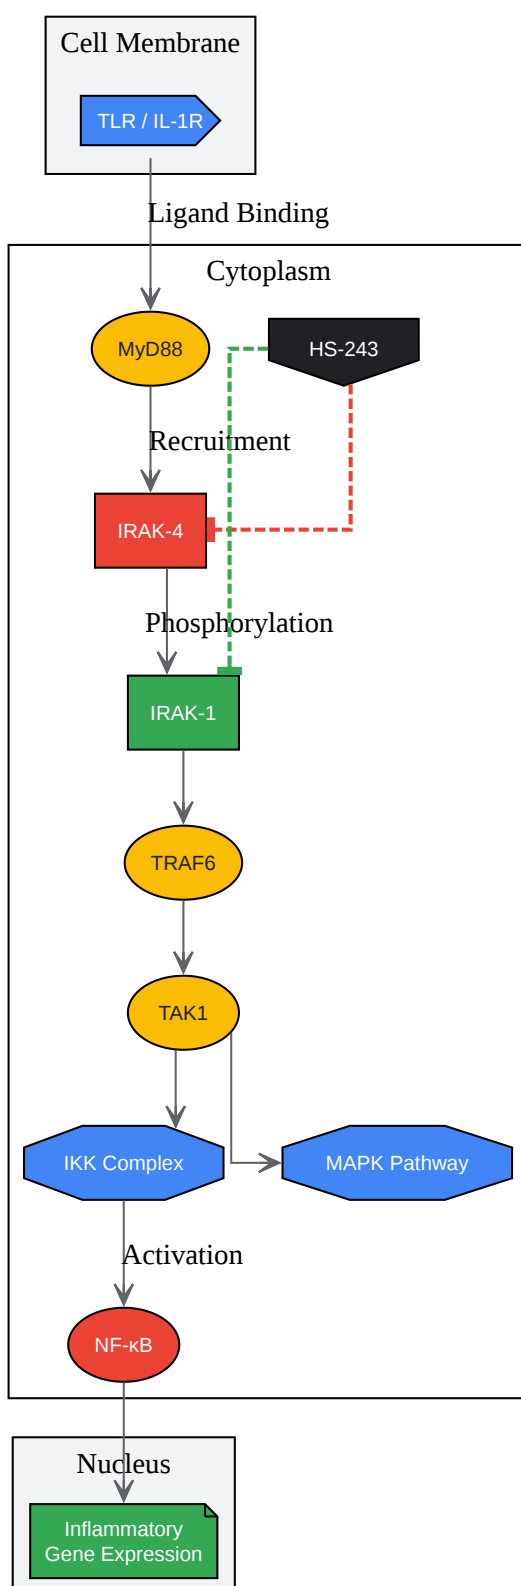 Cell Membrane
TLR / IL-1R
Ligand Binding
Cytoplasm
MyD88
HS-243
Recruitment
IRAK-4
Phosphorylation
IRAK-1
TRAF6
TAK1
IKK Complex
MAPK Pathway
Activation
NF-κB
Nucleus
Inflammatory
Gene Expression